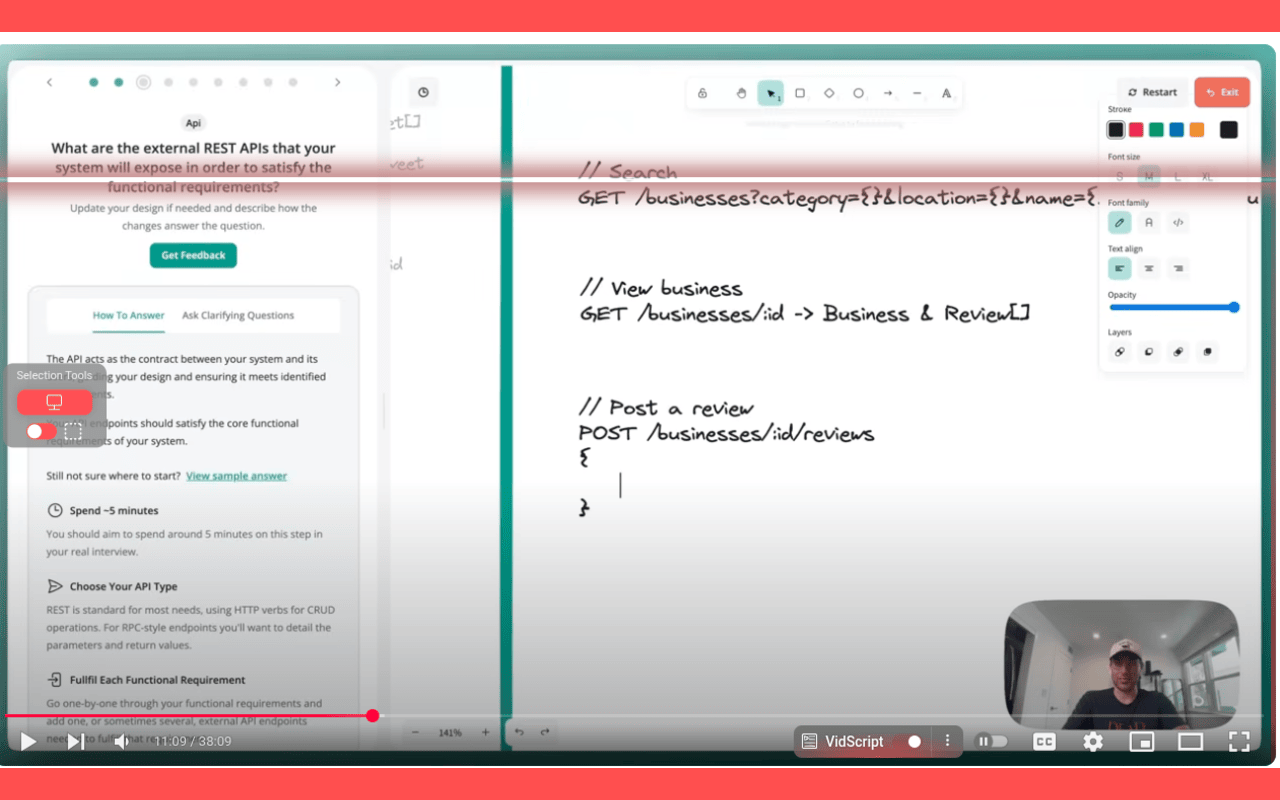 Api
What are the external REST APIs that your
system will expose in order to satisfy the
functional requirements?
Update your design if needed and describe how the
changes answer the question.
Get Feedback
How To Answer
Ask Clarifying Questions
The API acts as the contract between your system and its
your design and ensuring it meets identified
endpoints should satisfy the core functional
requirements of your system.
Still not sure where to start? View sample answer
Spend ~5 minutes
You should aim to spend around 5 minutes on this step in
your real interview.
Choose Your API Type
REST is standard for most needs, using HTTP verbs for CRUD
operations. For RPC-style endpoints you'll want to detail the
parameters and return values.
Fullfil Each Functional Requirement
Go one-by-one through your functional requirements and
add one, or sometimes several, external API endpoints
Selection Tools
et[]
weet
id
// Search
GET /businesses?category={}&location={}&name={
// View business
GET /businesses/:id -> Business & Review[]
// Post a review
POST /businesses/:id/reviews
{
}
A
Restart
Exit
Stroke
Font size
S M L XL
Font family
A </>
Text align
Opacity
Layers
141%
11:09 / 38:09
VidScript
CC